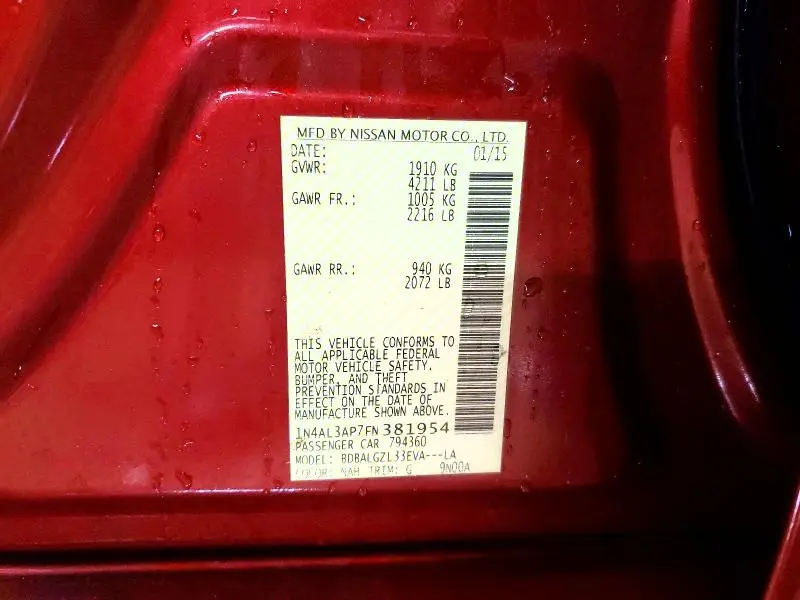 MFD BY NISSAN MOTOR CO., LTD.
DATE: 01/15
GVWR: 1910 KG
4211 LB
GAWR FR.: 1005 KG
2216 LB
GAWR RR.: 940 KG
2072 LB
THIS VEHICLE CONFORMS TO
ALL APPLICABLE FEDERAL
MOTOR VEHICLE SAFETY,
BUMPER, AND THEFT
PREVENTION STANDARDS IN
EFFECT ON THE DATE OF
MANUFACTURE SHOWN ABOVE.
1N4AL3AP7FN381954
PASSENGER CAR 794360
MODEL: BDBALGZL33EVA---LA
COLOR: NAH TRIM: G 9N00A